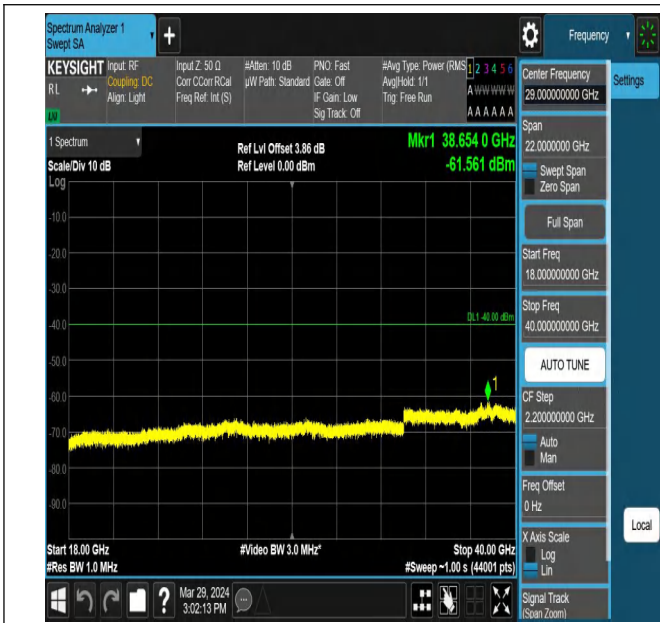 Spectrum Analyzer 1
Swept SA
Frequency
KEYSIGHT
RL
Input: RF
Coupling: DC
Align: Light
Input Z: 50 Ω
Corr CCorr RCal
Freq Ref: Int (S)
#Atten: 10 dB
µW Path: Standard
PNO: Fast
Gate: Off
IF Gain: Low
Sig Track: Off
#Avg Type: Power (RMS)
Avg|Hold: 1/1
Trig: Free Run
1 2 3 4 5 6
A W W W W W
A A A A A A
LNI
1 Spectrum
Scale/Div 10 dB
Log
Ref Lvl Offset 3.86 dB
Ref Level 0.00 dBm
Mkr1 38.654 0 GHz
-61.561 dBm
-10.0
-20.0
-30.0
-40.0
-50.0
-60.0
-70.0
-80.0
-90.0
DL1 -40.00 dBm
1
Start 18.00 GHz
#Res BW 1.0 MHz
#Video BW 3.0 MHz*
Stop 40.00 GHz
#Sweep ~1.00 s (44001 pts)
Mar 29, 2024
3:02:13 PM
Center Frequency
29.000000000 GHz
Settings
Span
22.0000000 GHz
Swept Span
Zero Span
Full Span
Start Freq
18.000000000 GHz
Stop Freq
40.000000000 GHz
AUTO TUNE
CF Step
2.200000000 GHz
Auto
Man
Freq Offset
0 Hz
X Axis Scale
Log
Lin
Local
Signal Track
(Span Zoom)